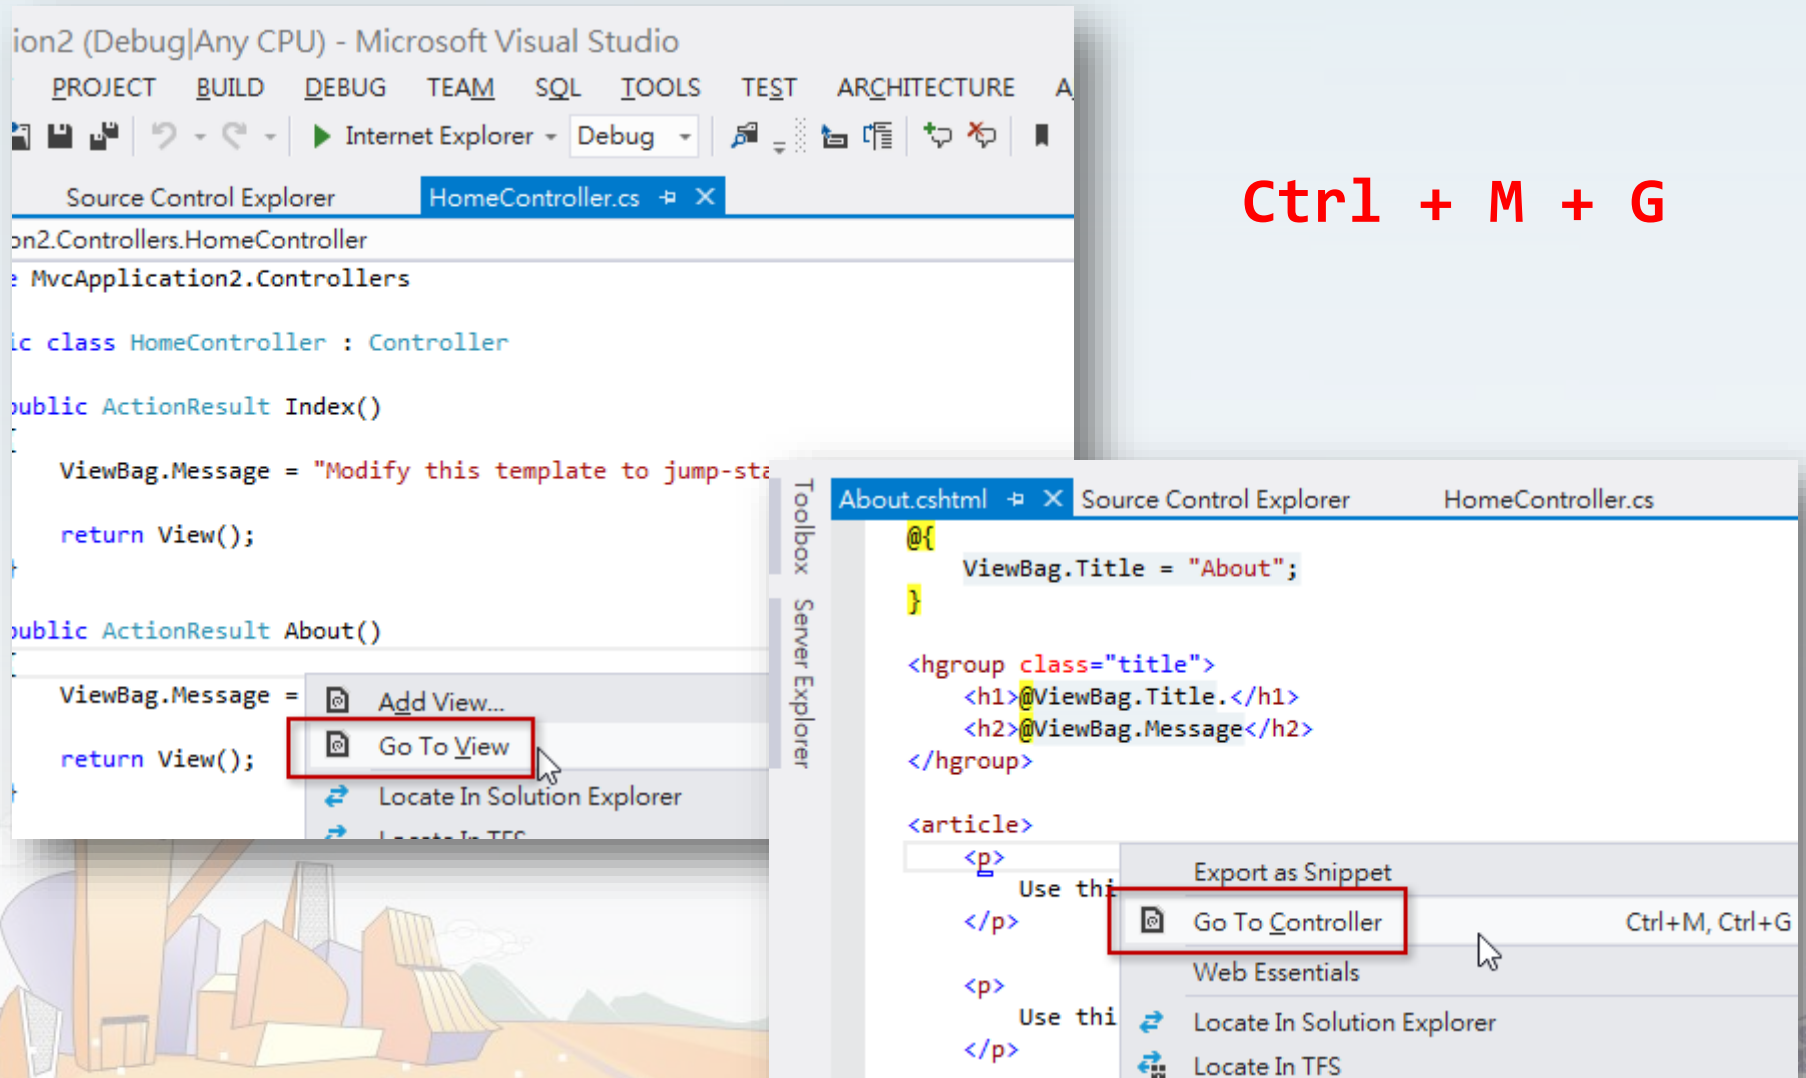 ion2 (Debug|Any CPU) - Microsoft Visual Studio
PROJECT BUILD DEBUG TEAM SQL TOOLS TEST ARCHITECTURE A
Internet Explorer Debug
Source Control Explorer HomeController.cs
on2.Controllers.HomeController
e MvcApplication2.Controllers
ic class HomeController : Controller
public ActionResult Index()
{
ViewBag.Message = "Modify this template to jump-sta
return View();
}
public ActionResult About()
{
ViewBag.Message =
return View();
}
Add View...
Go To View
Locate In Solution Explorer
Locate In TFS
Ctrl + M + G
Toolbox
Server Explorer
About.cshtml Source Control Explorer HomeController.cs
@{
ViewBag.Title = "About";
}
<hgroup class="title">
<h1>@ViewBag.Title.</h1>
<h2>@ViewBag.Message</h2>
</hgroup>
<article>
<p>
Use thi
</p>
<p>
Use thi
</p>
Export as Snippet
Go To Controller Ctrl+M, Ctrl+G
Web Essentials
Locate In Solution Explorer
Locate In TFS